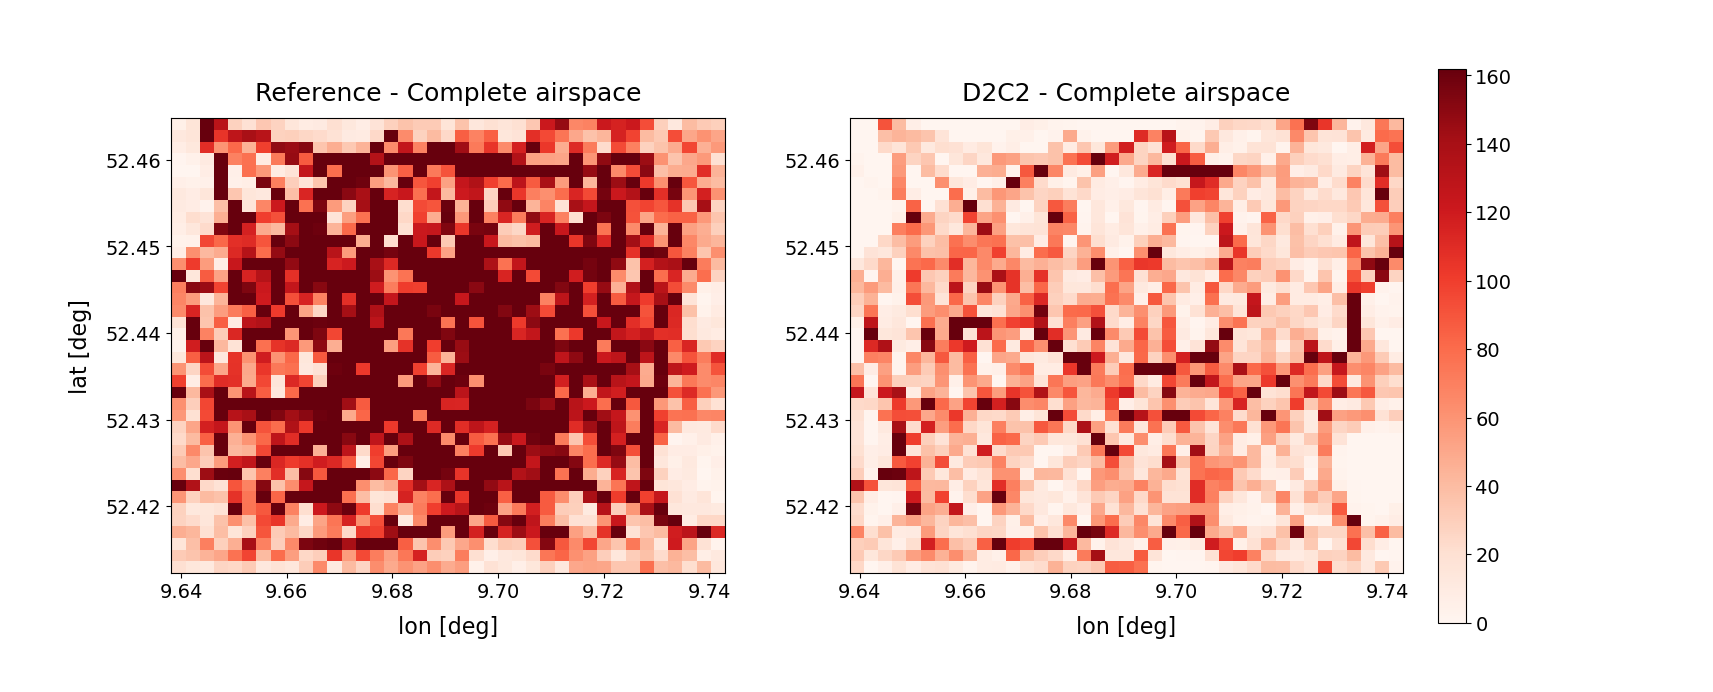 Reference - Complete airspace
D2C2 - Complete airspace
lat [deg]
52.46
52.45
52.44
52.43
52.42
9.64 9.66 9.68 9.70 9.72 9.74
lon [deg]
52.46
52.45
52.44
52.43
52.42
9.64 9.66 9.68 9.70 9.72 9.74
lon [deg]
160
140
120
100
80
60
40
20
0